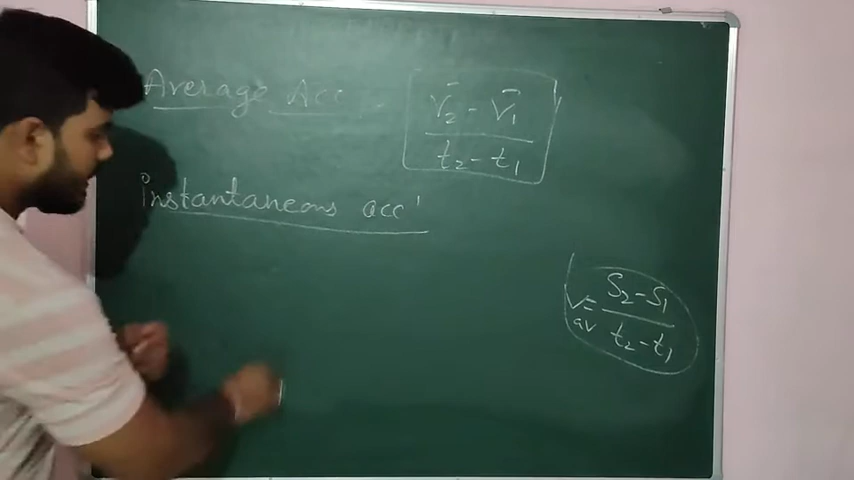 Average Acc
V̄₂ - V̄₁
t₂ - t₁
instantaneous acc'
S₂-S₁
V=
av
t₂-t₁